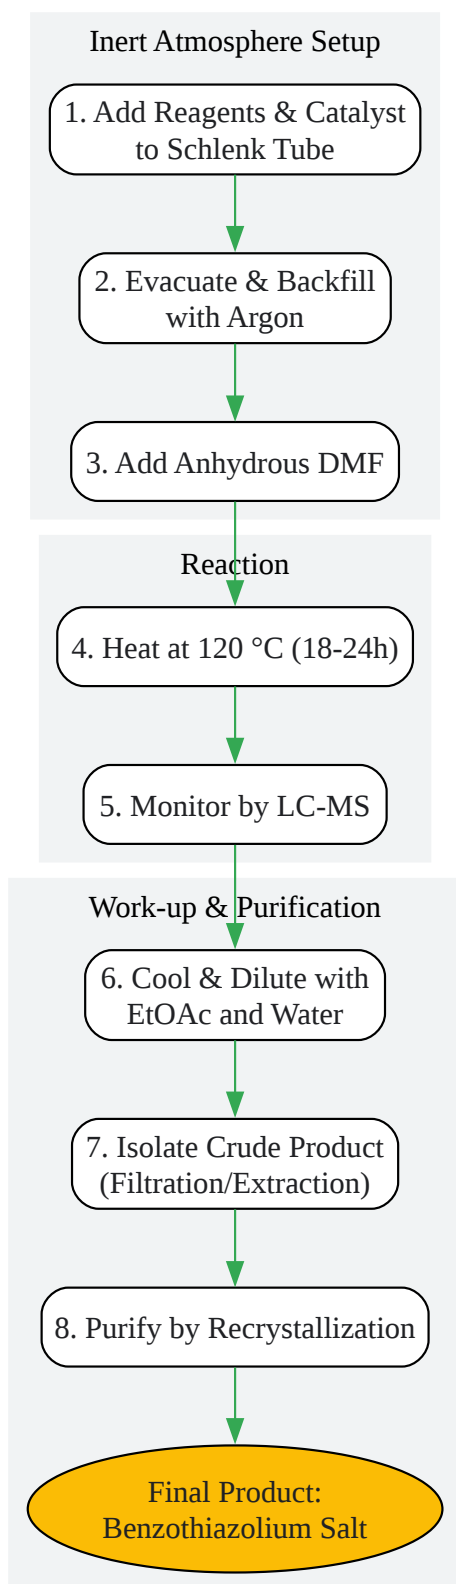 Inert Atmosphere Setup
1. Add Reagents & Catalyst
to Schlenk Tube
2. Evacuate & Backfill
with Argon
3. Add Anhydrous DMF
Reaction
4. Heat at 120 °C (18-24h)
5. Monitor by LC-MS
Work-up & Purification
6. Cool & Dilute with
EtOAc and Water
7. Isolate Crude Product
(Filtration/Extraction)
8. Purify by Recrystallization
Final Product:
Benzothiazolium Salt